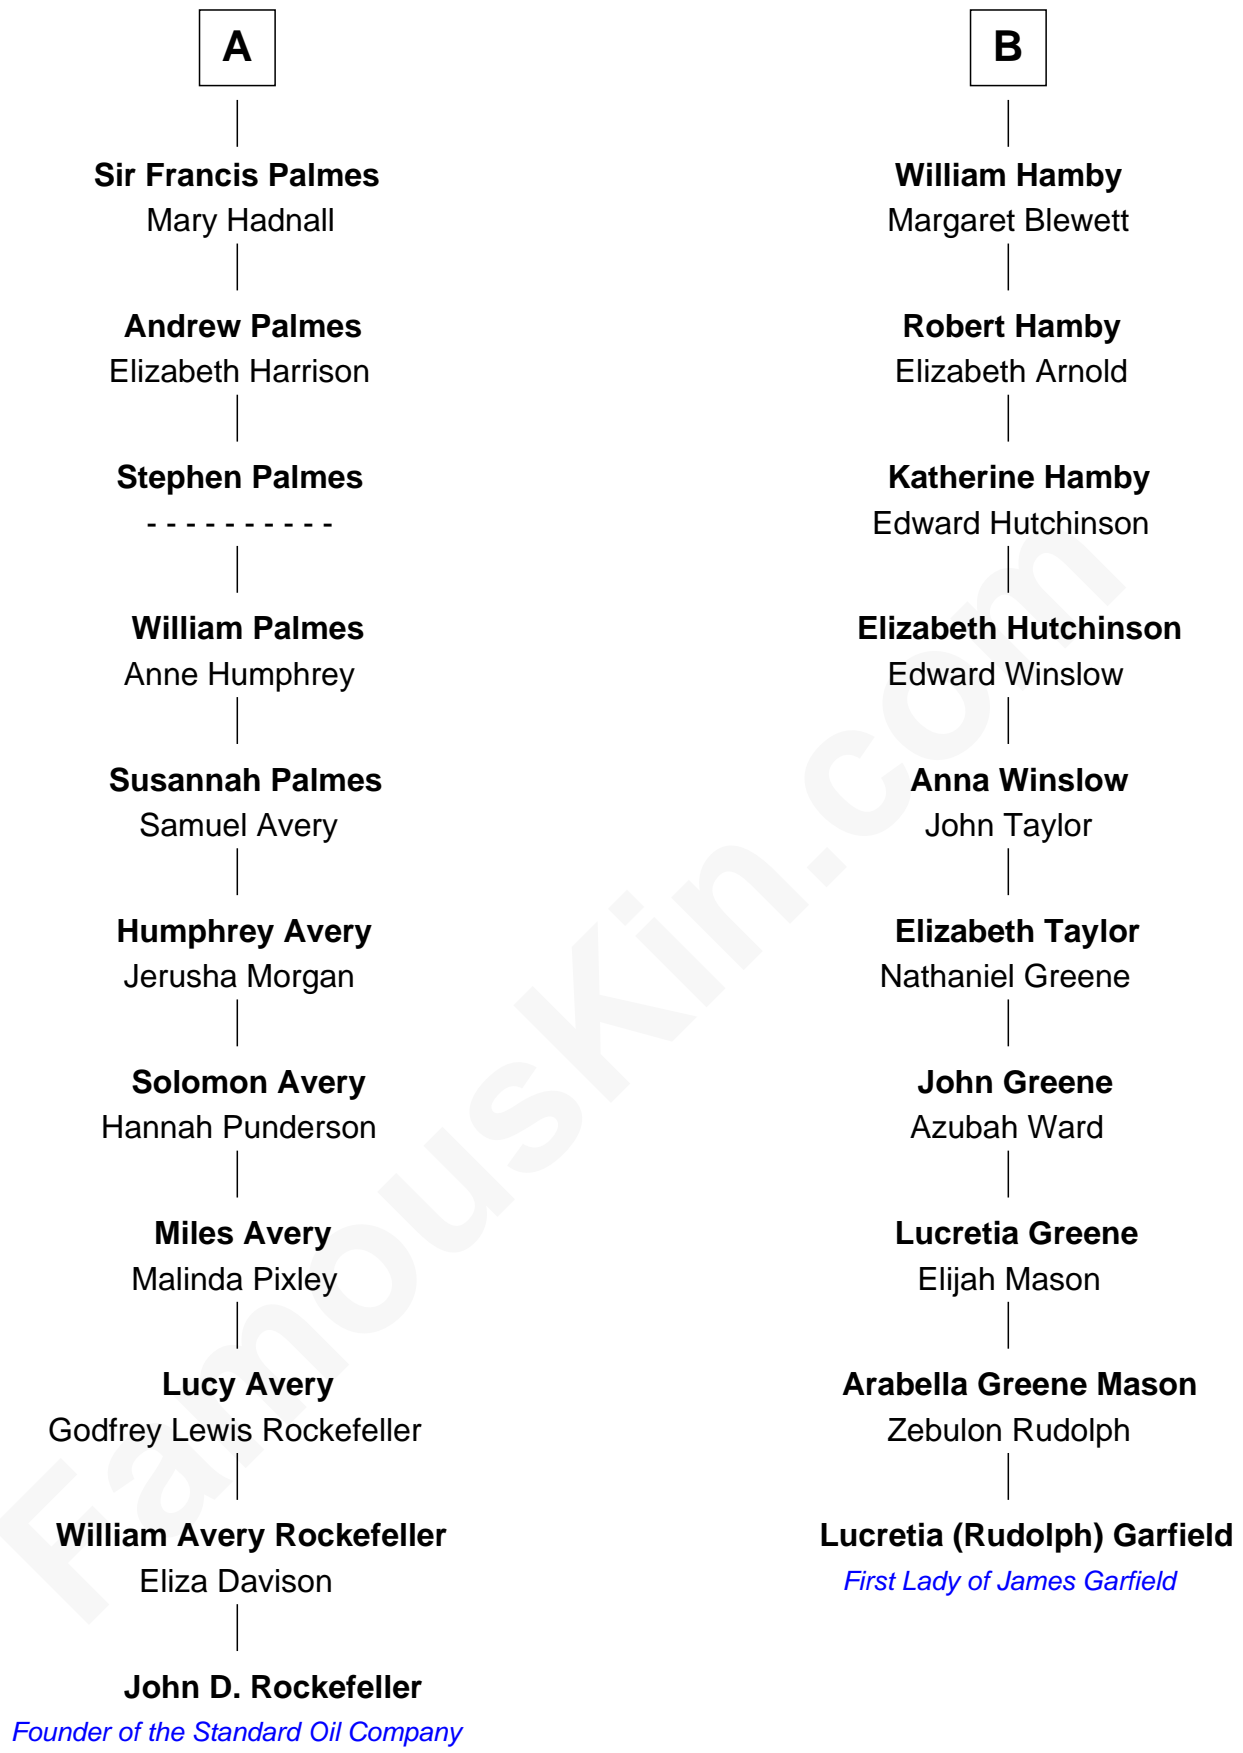 A
Sir Francis Palmes
Mary Hadnall
Andrew Palmes
Elizabeth Harrison
Stephen Palmes
- - - - - - - - - -
William Palmes
Anne Humphrey
Susannah Palmes
Samuel Avery
Humphrey Avery
Jerusha Morgan
Solomon Avery
Hannah Punderson
Miles Avery
Malinda Pixley
Lucy Avery
Godfrey Lewis Rockefeller
William Avery Rockefeller
Eliza Davison
John D. Rockefeller
Founder of the Standard Oil Company
B
William Hamby
Margaret Blewett
Robert Hamby
Elizabeth Arnold
Katherine Hamby
Edward Hutchinson
Elizabeth Hutchinson
Edward Winslow
Anna Winslow
John Taylor
Elizabeth Taylor
Nathaniel Greene
John Greene
Azubah Ward
Lucretia Greene
Elijah Mason
Arabella Greene Mason
Zebulon Rudolph
Lucretia (Rudolph) Garfield
First Lady of James Garfield
FamousKin.com